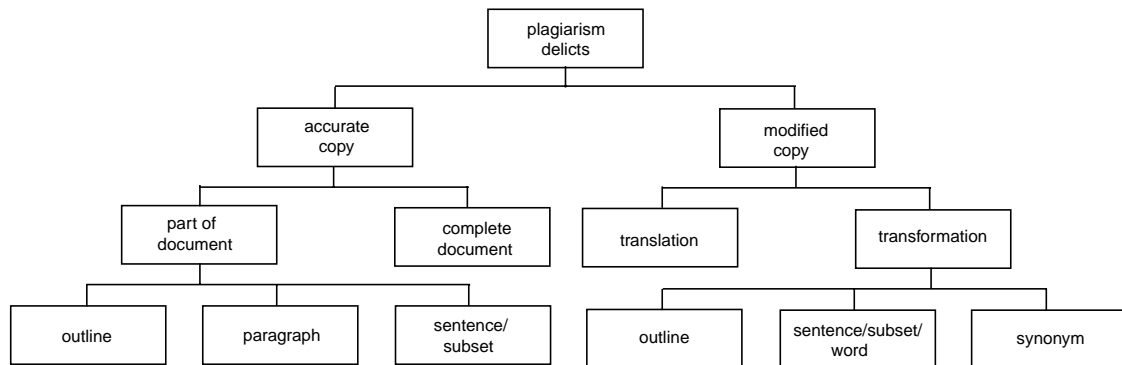 plagiarism
delicts
accurate
copy
modified
copy
part of
document
complete
document
translation
transformation
outline
paragraph
sentence/
subset
outline
sentence/subset/
word
synonym